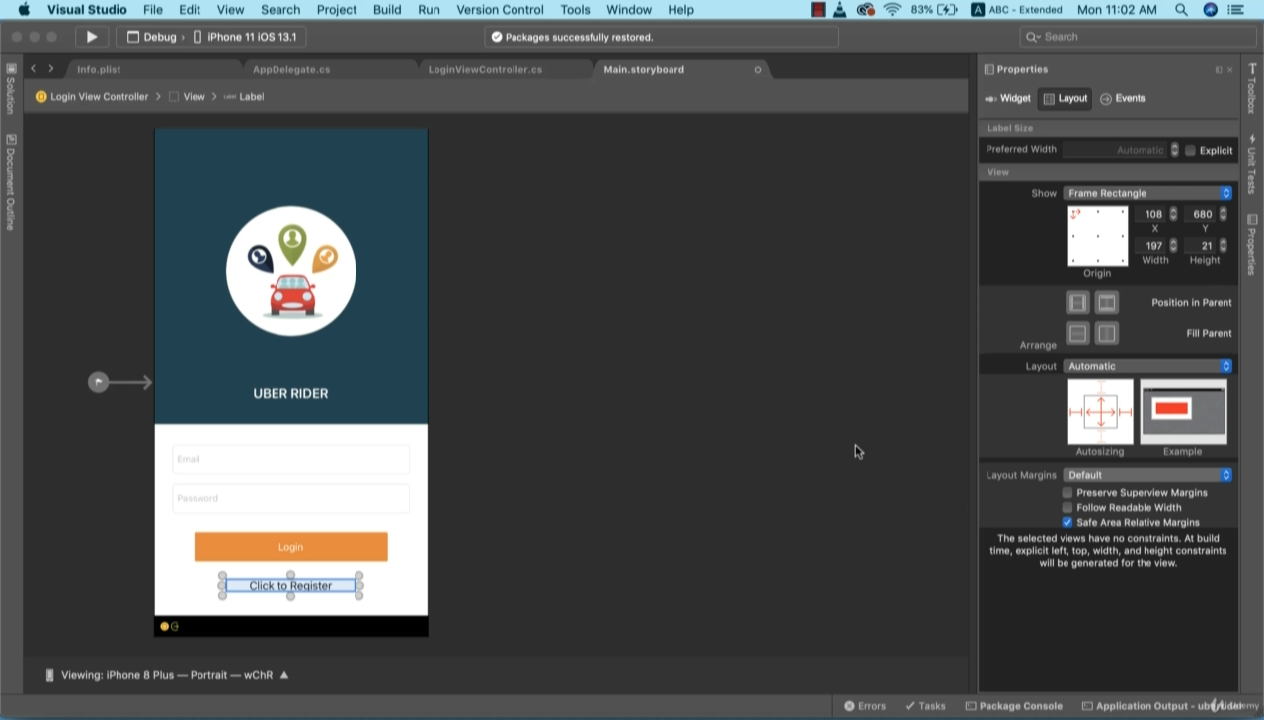 Visual Studio File Edit View Search Project Build Run Version Control Tools Window Help 83% A ABC - Extended Mon 11:02 AM
Debug › iPhone 11 iOS 13.1 Packages successfully restored. Search
Info.plist AppDelegate.cs LoginViewController.cs Main.storyboard
Login View Controller > View > Label Label
Solution
Document Outline
UBER RIDER
Email
Password
Login
Click to Register
Viewing: iPhone 8 Plus — Portrait — wChR
Properties
Widget Layout Events
Label Size
Preferred Width Automatic Explicit
View
Show Frame Rectangle
108 680
X Y
197 21
Width Height
Origin
Position in Parent
Fill Parent
Arrange
Layout Automatic
Autosizing Example
Layout Margins Default
Preserve Superview Margins
Follow Readable Width
Safe Area Relative Margins
The selected views have no constraints. At build
time, explicit left, top, width, and height constraints
will be generated for the view.
Toolbox
Unit Tests
Properties
Errors Tasks Package Console Application Output -